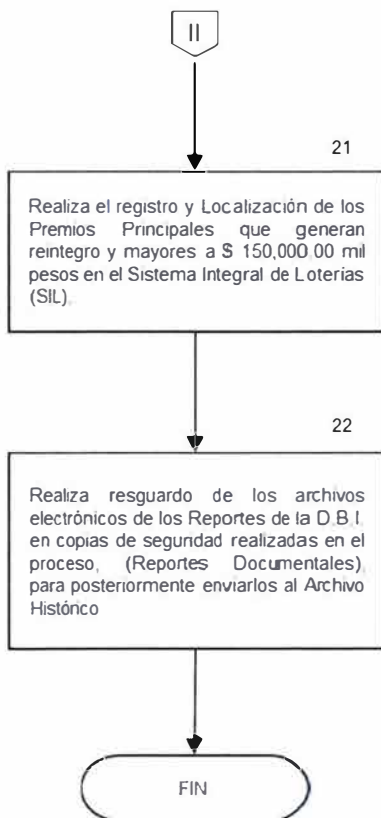 II
21
Realiza el registro y Localización de los
Premios Principales que generan
reintegro y mayores a $ 150,000.00 mil
pesos en el Sistema Integral de Loterías
(SIL).
22
Realiza resguardo de los archivos
electrónicos de los Reportes de la D.B.I.
en copias de seguridad realizadas en el
proceso, (Reportes Documentales)
para posteriormente enviarlos al Archivo
Histórico
FIN